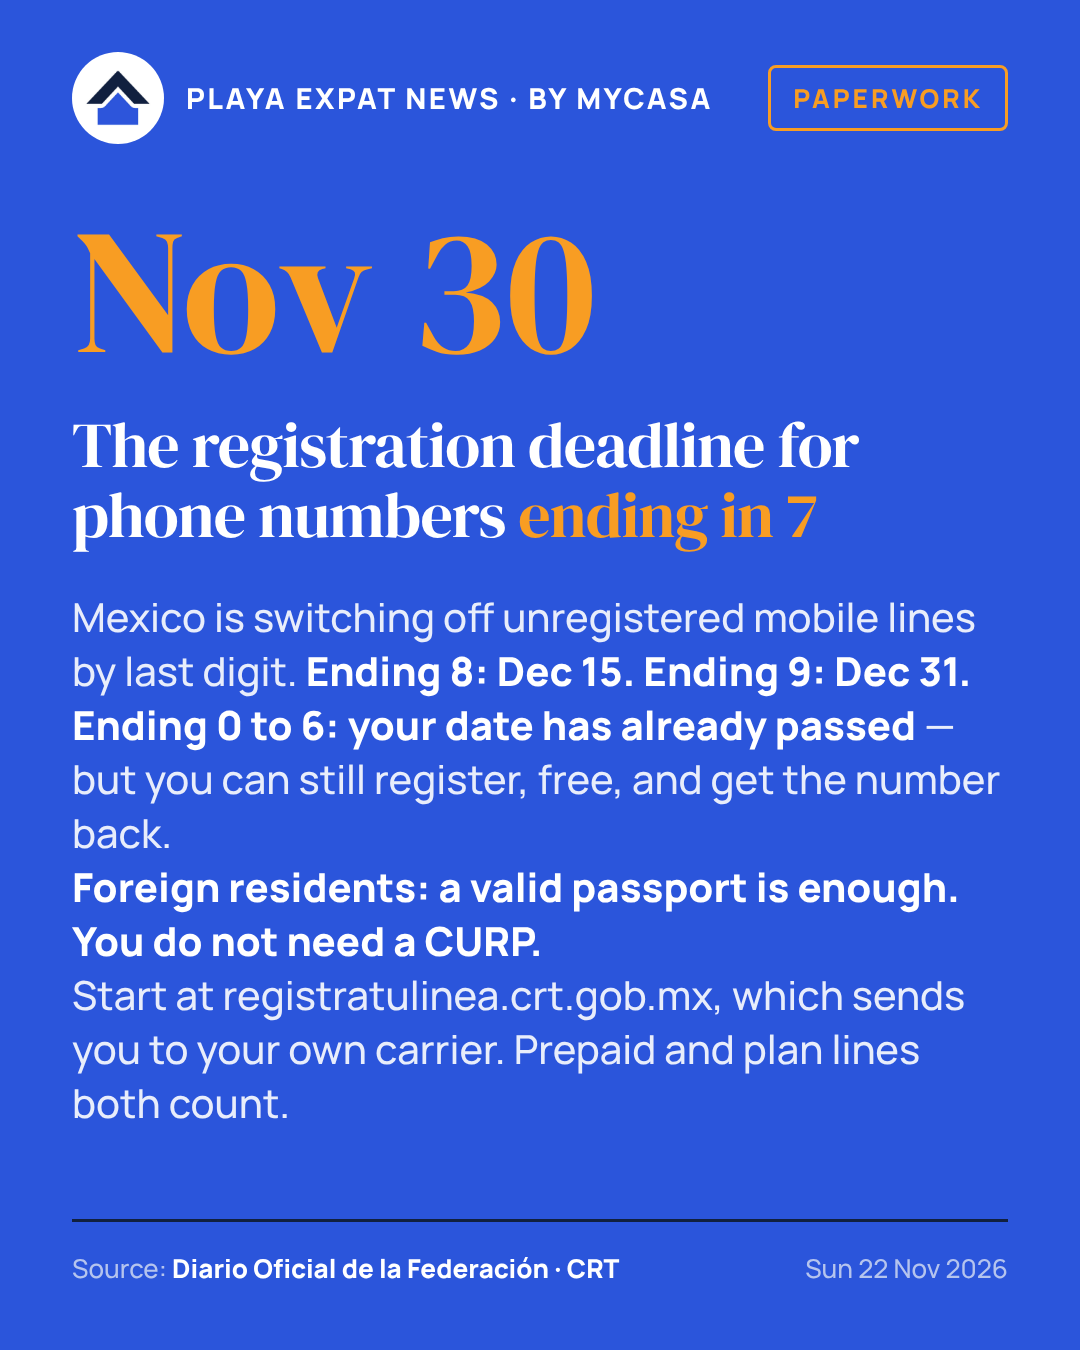 PLAYA EXPAT NEWS · BY MYCASA
PAPERWORK
Nov 30
The registration deadline for
phone numbers ending in 7
Mexico is switching off unregistered mobile lines
by last digit. Ending 8: Dec 15. Ending 9: Dec 31.
Ending 0 to 6: your date has already passed —
but you can still register, free, and get the number
back.
Foreign residents: a valid passport is enough.
You do not need a CURP.
Start at registratulinea.crt.gob.mx, which sends
you to your own carrier. Prepaid and plan lines
both count.
Source: Diario Oficial de la Federación · CRT
Sun 22 Nov 2026